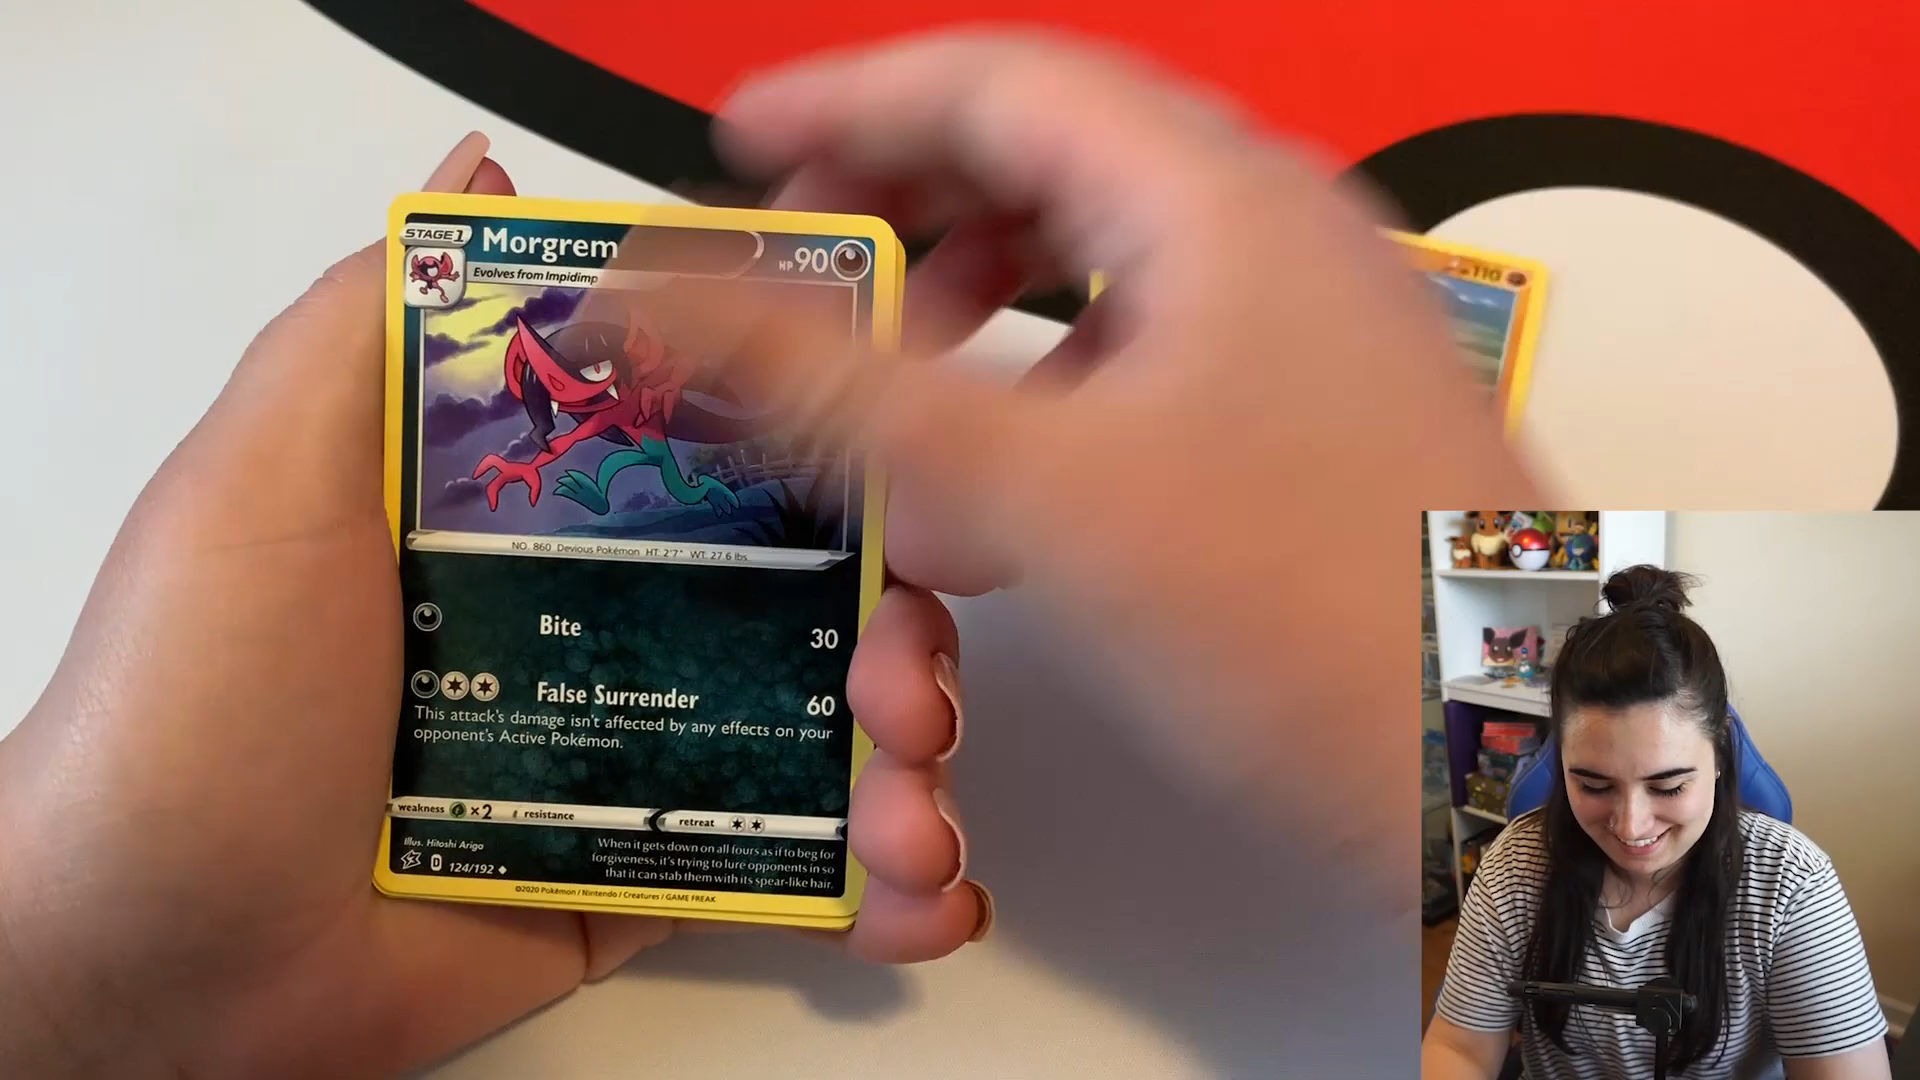 STAGE 1
Morgrem
HP 90
Evolves from Impidimp
110
NO. 860 Devious Pokémon HT: 2'7" WT: 27.6 lbs.
Bite
30
False Surrender
60
This attack's damage isn't affected by any effects on your
opponent's Active Pokémon.
weakness ×2 resistance retreat
Illus. Hitoshi Ariga
D 124/192
When it gets down on all fours as if to beg for
forgiveness, it's trying to lure opponents in so
that it can stab them with its spear-like hair.
©2020 Pokémon / Nintendo / Creatures / GAME FREAK